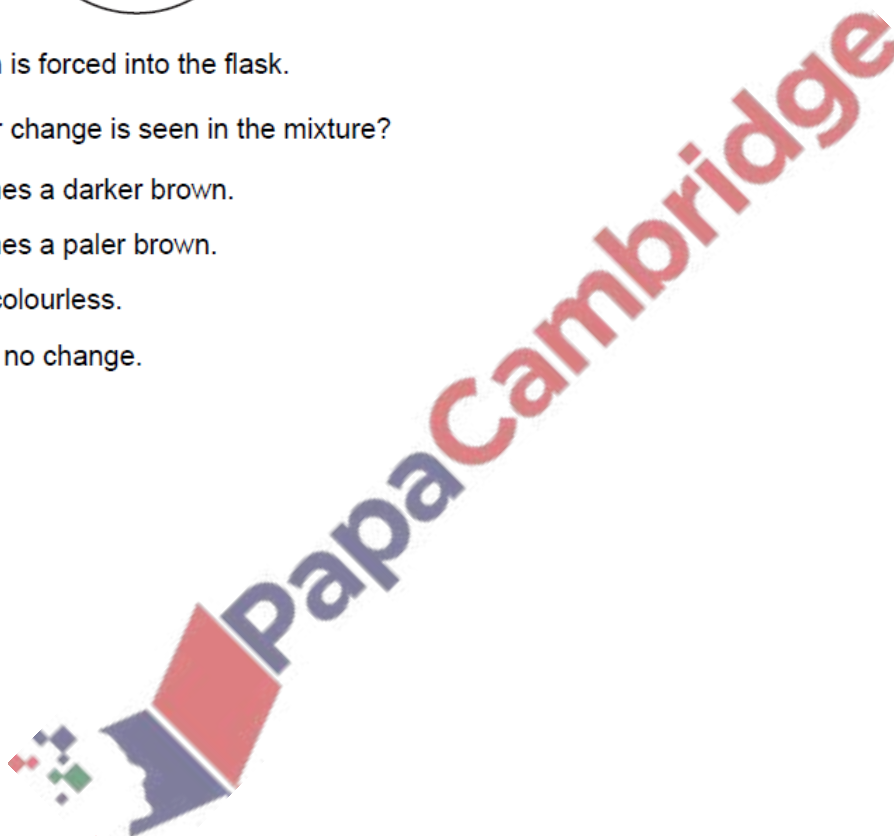 is forced into the flask.
change is seen in the mixture?
es a darker brown.
es a paler brown.
colourless.
no change.
PapaCambridge